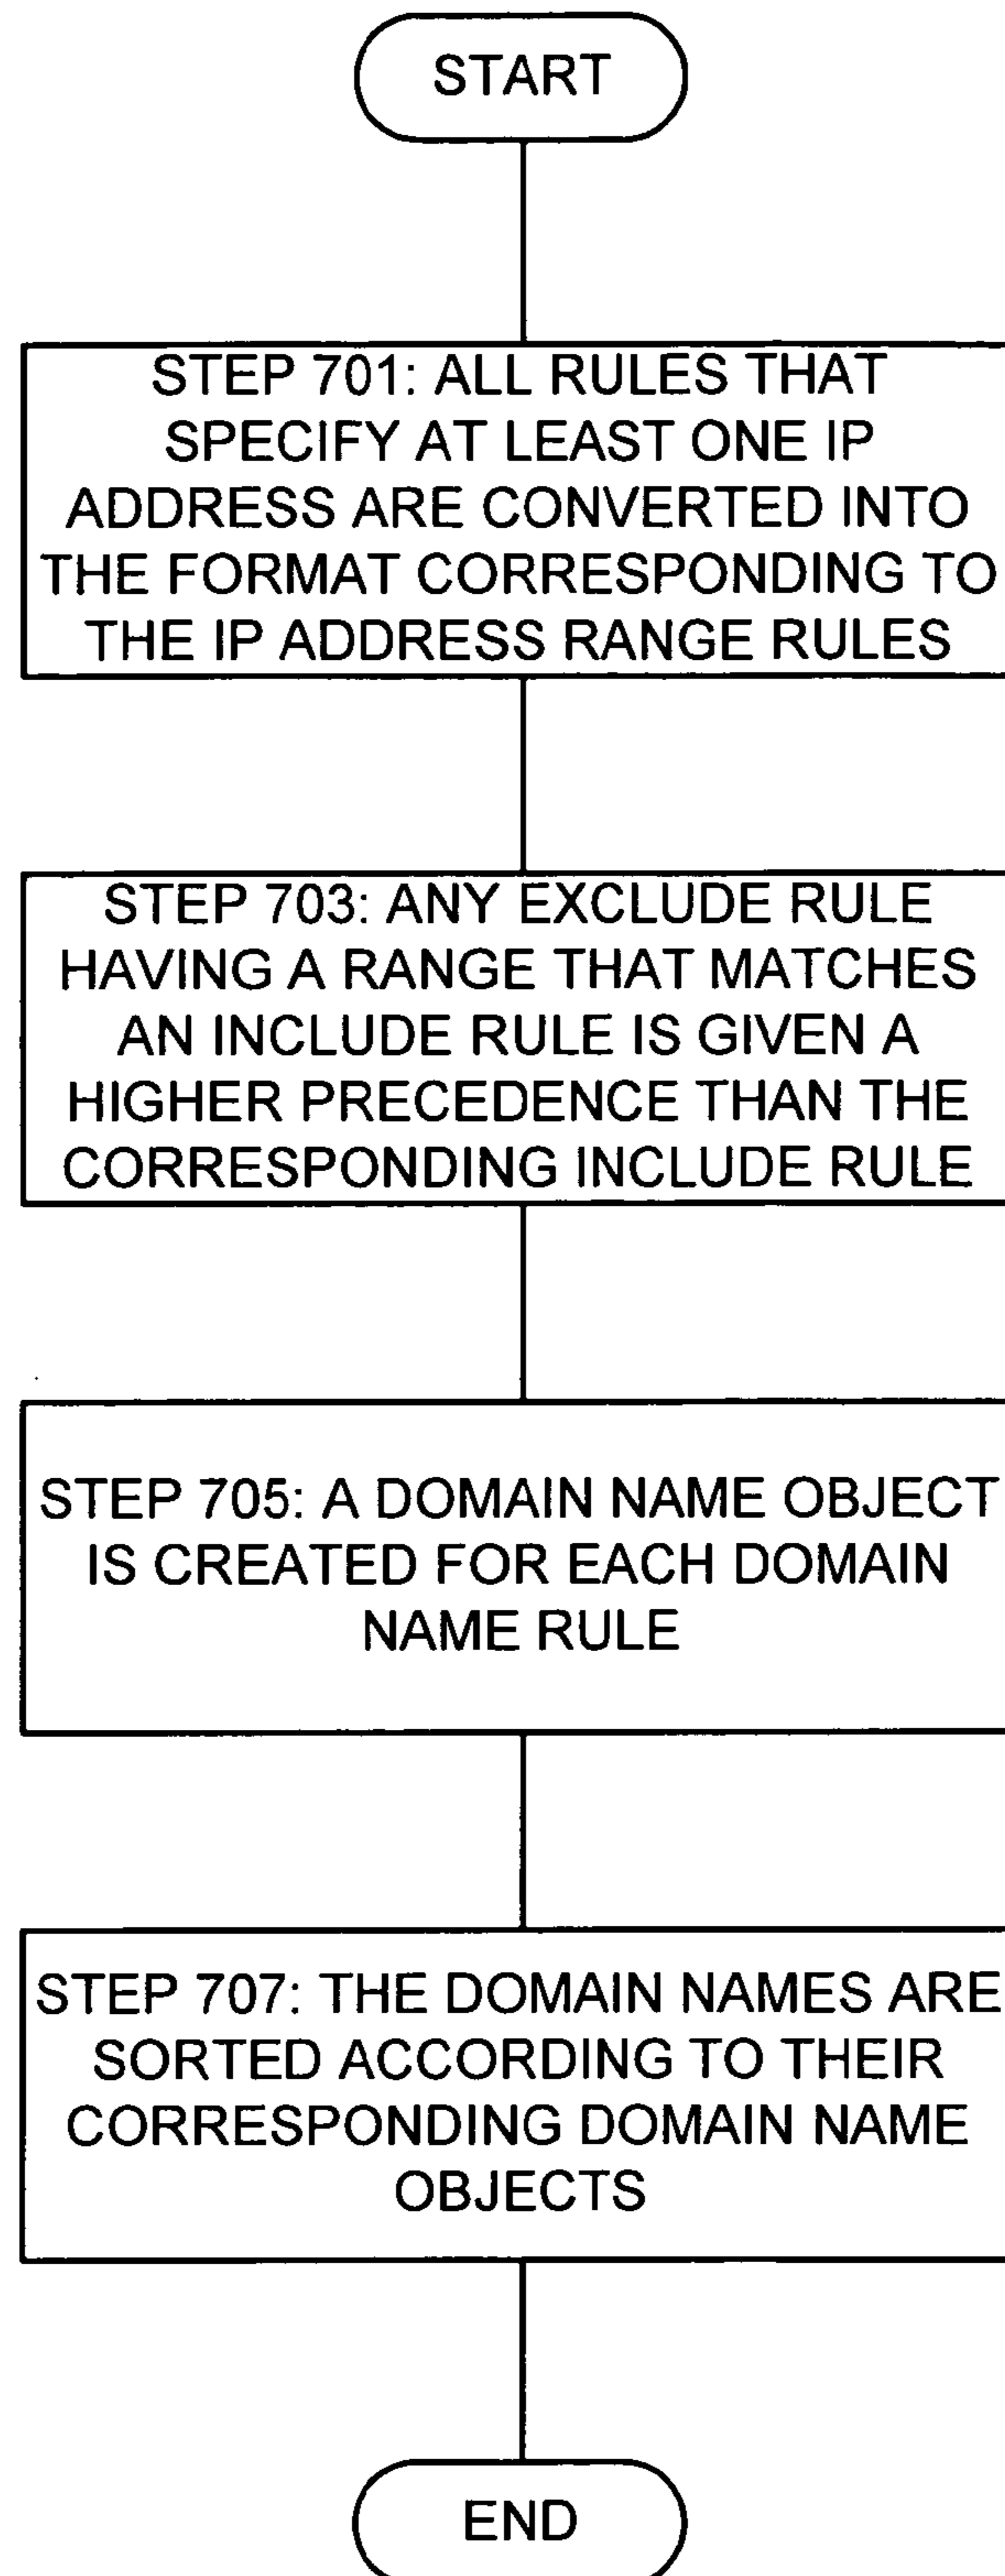 START
STEP 701: ALL RULES THAT
SPECIFY AT LEAST ONE IP
ADDRESS ARE CONVERTED INTO
THE FORMAT CORRESPONDING TO
THE IP ADDRESS RANGE RULES
STEP 703: ANY EXCLUDE RULE
HAVING A RANGE THAT MATCHES
AN INCLUDE RULE IS GIVEN A
HIGHER PRECEDENCE THAN THE
CORRESPONDING INCLUDE RULE
STEP 705: A DOMAIN NAME OBJECT
IS CREATED FOR EACH DOMAIN
NAME RULE
STEP 707: THE DOMAIN NAMES ARE
SORTED ACCORDING TO THEIR
CORRESPONDING DOMAIN NAME
OBJECTS
END